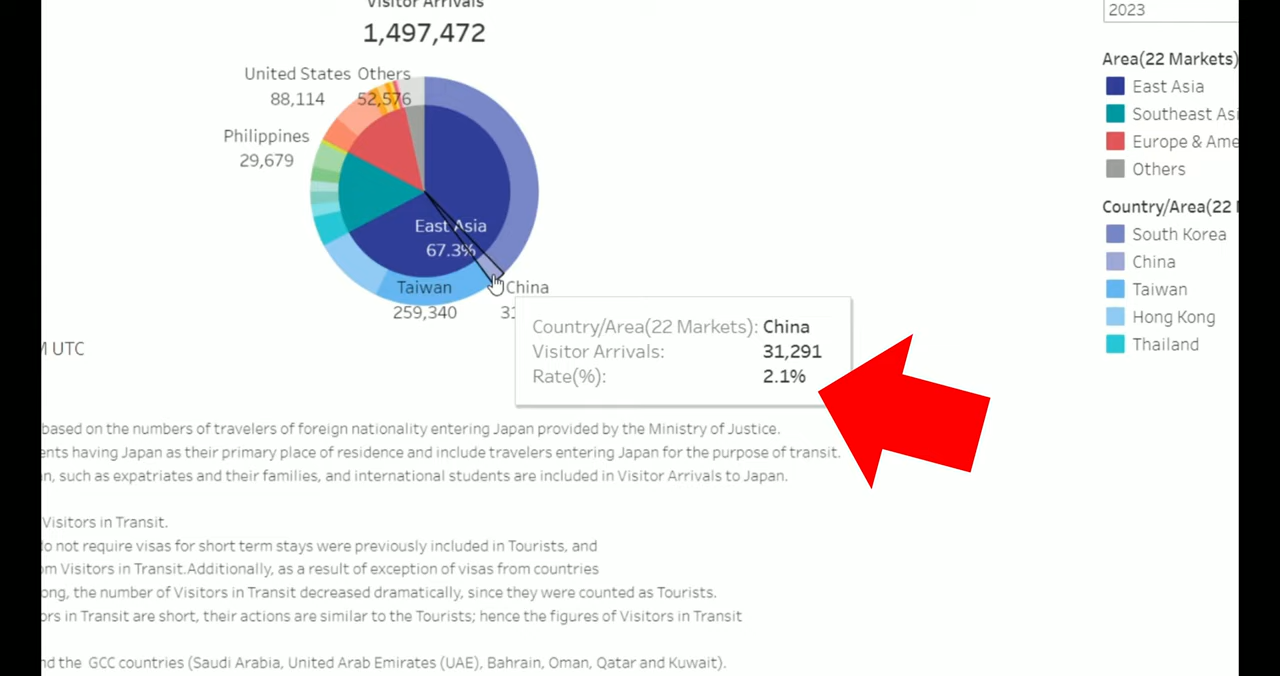 Visitor Arrivals
1,497,472
United States Others
88,114 52,576
Philippines
29,679
East Asia
67.3%
Taiwan
259,340
China
31
Country/Area(22 Markets): China
Visitor Arrivals: 31,291
Rate(%): 2.1%
2023
Area(22 Markets)
East Asia
Southeast Asi
Europe & Ame
Others
Country/Area(22
South Korea
China
Taiwan
Hong Kong
Thailand
M UTC
based on the numbers of travelers of foreign nationality entering Japan provided by the Ministry of Justice.
ents having Japan as their primary place of residence and include travelers entering Japan for the purpose of transit.
an, such as expatriates and their families, and international students are included in Visitor Arrivals to Japan.
Visitors in Transit.
do not require visas for short term stays were previously included in Tourists, and
om Visitors in Transit.Additionally, as a result of exception of visas from countries
ong, the number of Visitors in Transit decreased dramatically, since they were counted as Tourists.
ors in Transit are short, their actions are similar to the Tourists; hence the figures of Visitors in Transit
nd the GCC countries (Saudi Arabia, United Arab Emirates (UAE), Bahrain, Oman, Qatar and Kuwait).